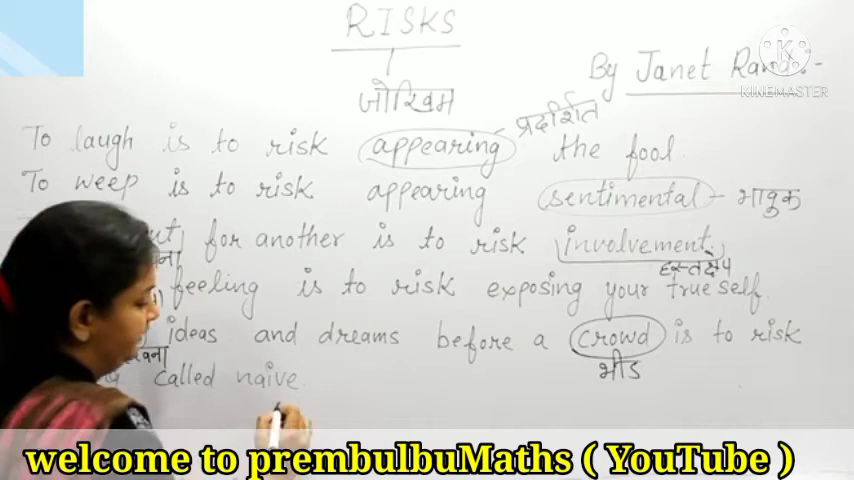 RISKS
जोखिम
By Janet
KINEMASTER
प्रदर्शित
To laugh is to risk appearing the fool.
To weep is to risk appearing sentimental - भावुक
for another is to risk involvement.
हस्तक्षेप
feeling is to risk exposing your true self.
ideas and dreams before a crowd is to risk
भीड
called naive.
welcome to prembulbuMaths ( YouTube )